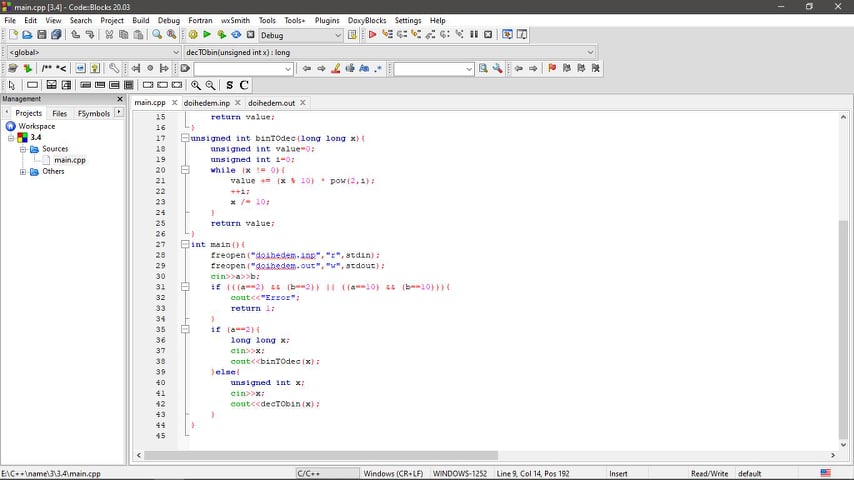 main.cpp [3.4] - Code::Blocks 20.03
File Edit View Search Project Build Debug Fortran wxSmith Tools Tools+ Plugins DoxyBlocks Settings Help
Debug
<global> decTObin(unsigned int x) : long
/** *< 
.*
S C
Management
Projects Files FSymbols
Workspace
3.4
Sources
main.cpp
Others
main.cpp doihedem.inp doihedem.out
15 return value;
16 }
17 unsigned int binTOdec(long long x){
18 unsigned int value=0;
19 unsigned int i=0;
20 while (x != 0){
21 value += (x % 10) * pow(2,i);
22 ++i;
23 x /= 10;
24 }
25 return value;
26 }
27 int main(){
28 freopen("doihedem.inp","r",stdin);
29 freopen("doihedem.out","w",stdout);
30 cin>>a>>b;
31 if (((a==2) && (b==2)) || ((a==10) && (b==10))){
32 cout<<"Error";
33 return 1;
34 }
35 if (a==2){
36 long long x;
37 cin>>x;
38 cout<<binTOdec(x);
39 }else{
40 unsigned int x;
41 cin>>x;
42 cout<<decTObin(x);
43 }
44 }
45
E:\C++\name\3\3.4\main.cpp C/C++ Windows (CR+LF) WINDOWS-1252 Line 9, Col 14, Pos 192 Insert Read/Write default